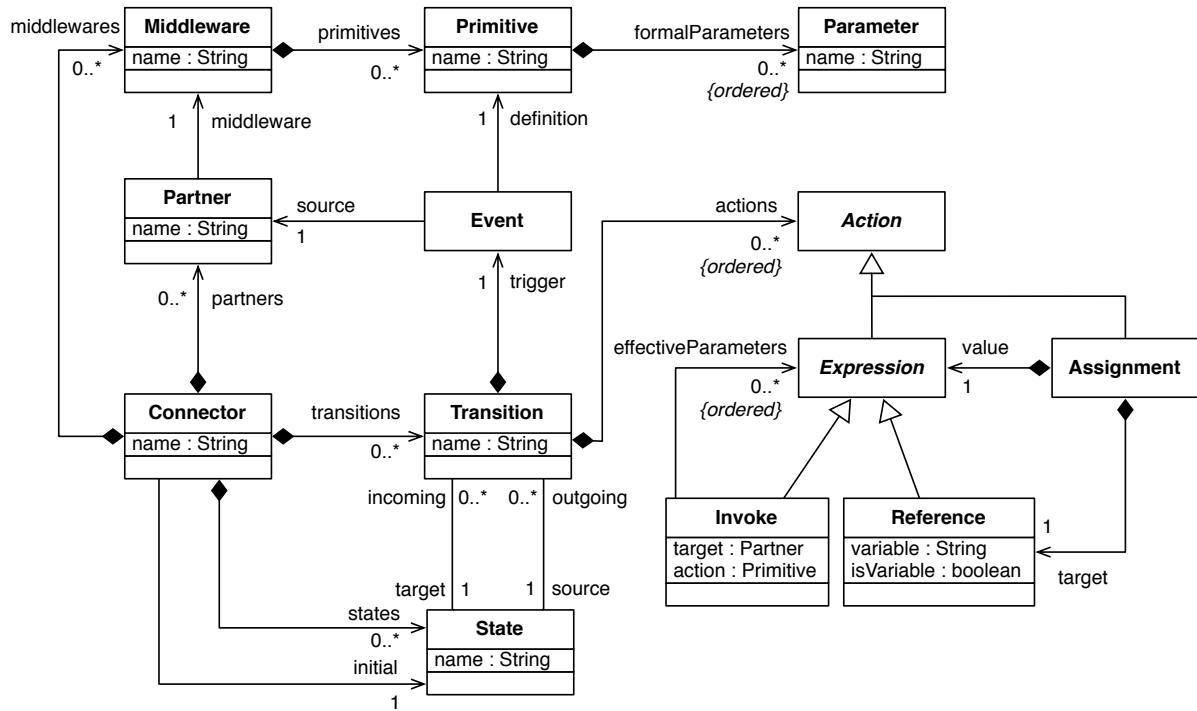 middlewares
0..*
Middleware
name : String
primitives
0..*
Primitive
name : String
formalParameters
0..*
{ordered}
Parameter
name : String
1
middleware
1
definition
Partner
name : String
source
1
Event
actions
0..*
{ordered}
Action
0..*
partners
1
trigger
effectiveParameters
0..*
{ordered}
Expression
value
1
Assignment
Connector
name : String
transitions
0..*
Transition
name : String
incoming
0..*
0..*
outgoing
Invoke
target : Partner
action : Primitive
Reference
variable : String
isVariable : boolean
1
target
target
1
1
source
states
0..*
State
name : String
initial
1